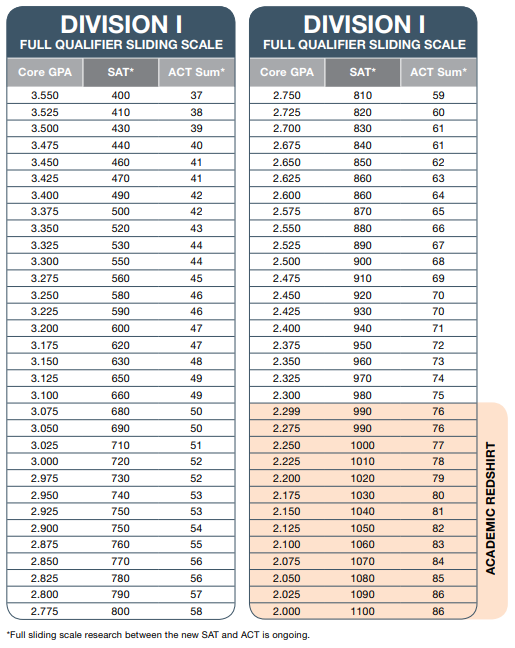 DIVISION I
FULL QUALIFIER SLIDING SCALE
Core GPA SAT* ACT Sum*
3.550 400 37
3.525 410 38
3.500 430 39
3.475 440 40
3.450 460 41
3.425 470 41
3.400 490 42
3.375 500 42
3.350 520 43
3.325 530 44
3.300 550 44
3.275 560 45
3.250 580 46
3.225 590 46
3.200 600 47
3.175 620 47
3.150 630 48
3.125 650 49
3.100 660 49
3.075 680 50
3.050 690 50
3.025 710 51
3.000 720 52
2.975 730 52
2.950 740 53
2.925 750 53
2.900 750 54
2.875 760 55
2.850 770 56
2.825 780 56
2.800 790 57
2.775 800 58
DIVISION I
FULL QUALIFIER SLIDING SCALE
Core GPA SAT* ACT Sum*
2.750 810 59
2.725 820 60
2.700 830 61
2.675 840 61
2.650 850 62
2.625 860 63
2.600 860 64
2.575 870 65
2.550 880 66
2.525 890 67
2.500 900 68
2.475 910 69
2.450 920 70
2.425 930 70
2.400 940 71
2.375 950 72
2.350 960 73
2.325 970 74
2.300 980 75
2.299 990 76
2.275 990 76
2.250 1000 77
2.225 1010 78
2.200 1020 79
2.175 1030 80
2.150 1040 81
2.125 1050 82
2.100 1060 83
2.075 1070 84
2.050 1080 85
2.025 1090 86
2.000 1100 86
ACADEMIC REDSHIRT
*Full sliding scale research between the new SAT and ACT is ongoing.